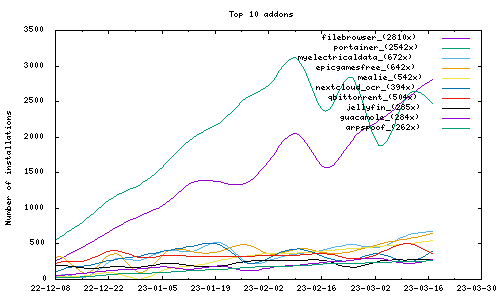 Top 10 addons
filebrowser_(2810x)
portainer_(2542x)
myelectricaldata_(672x)
epicgamesfree_(642x)
mealie_(542x)
nextcloud_ocr_(394x)
qbittorrent_(504x)
jellyfin_(285x)
guacamole_(284x)
arpspoof_(262x)
Number of installations
3500
3000
2500
2000
1500
1000
500
0
22-12-08 22-12-22 23-01-05 23-01-19 23-02-02 23-02-16 23-03-02 23-03-16 23-03-30